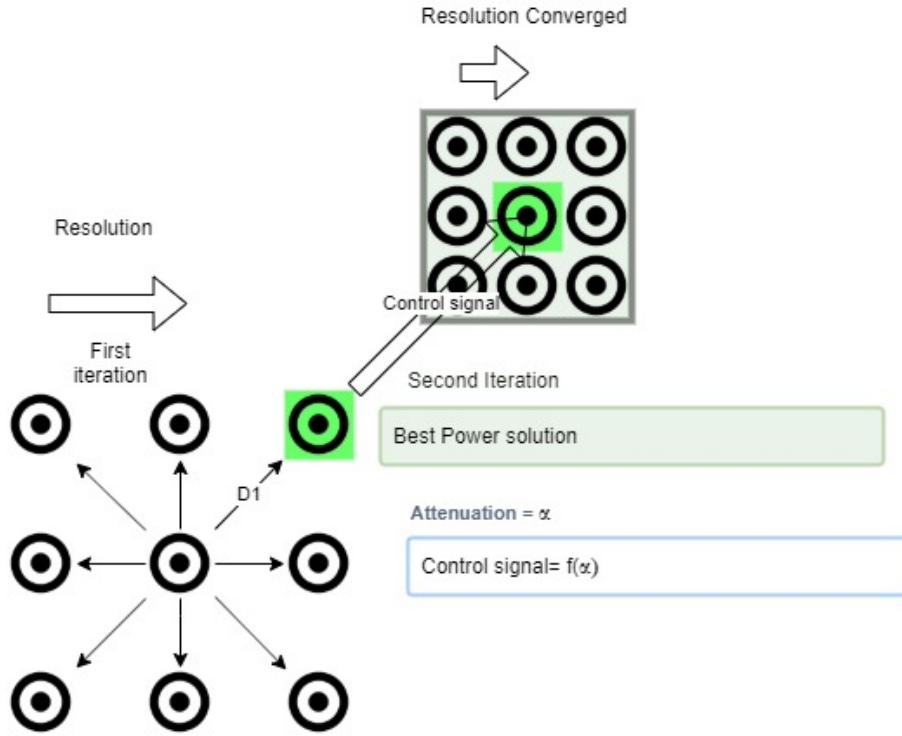 Resolution Converged
Resolution
Control signal
First
iteration
Second Iteration
Best Power solution
D1
Attenuation = α
Control signal= f(α)